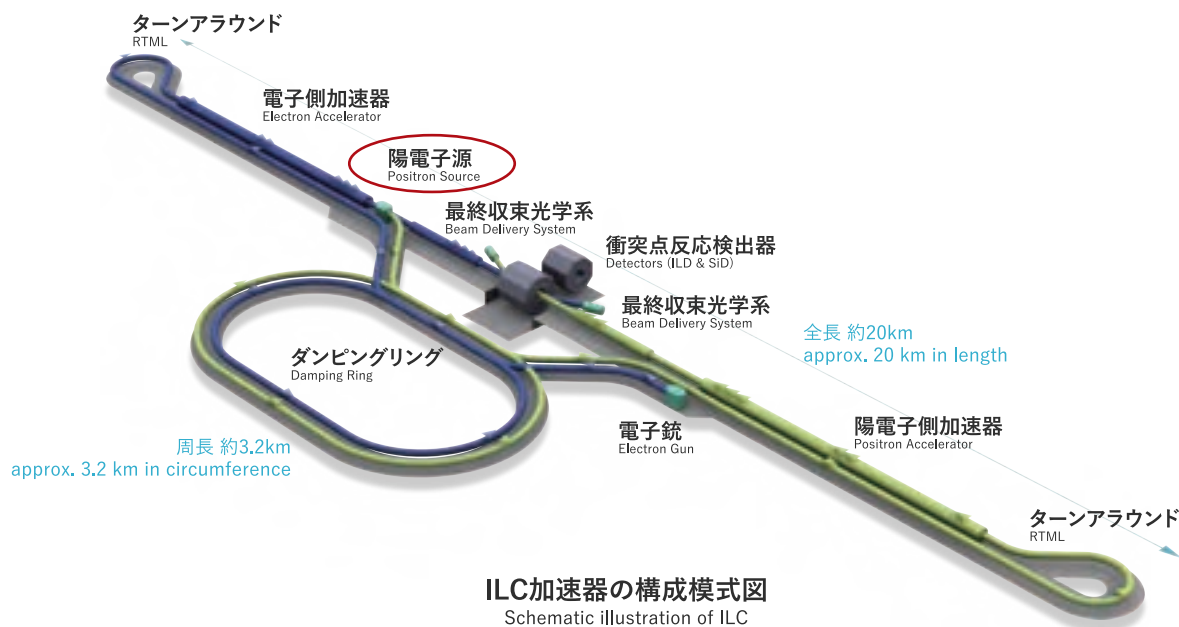 ターンアラウンド
RTML
電子側加速器
Electron Accelerator
陽電子源
Positron Source
最終収束光学系
Beam Delivery System
衝突点反応検出器
Detectors (ILD & SiD)
最終収束光学系
Beam Delivery System
全長 約20km
approx. 20 km in length
ダンピングリング
Damping Ring
電子銃
Electron Gun
陽電子側加速器
Positron Accelerator
周長 約3.2km
approx. 3.2 km in circumference
ターンアラウンド
RTML
ILC加速器の構成模式図
Schematic illustration of ILC